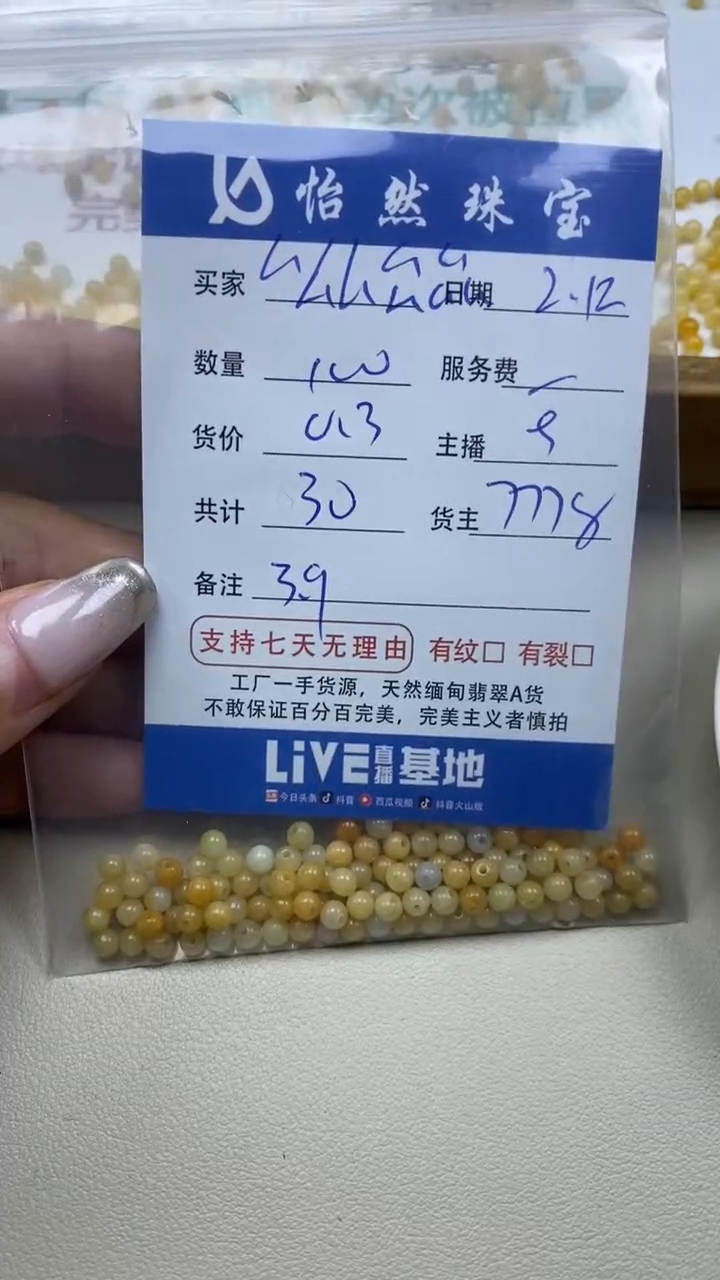 怡然珠宝
买家 日期 2.12
数量 100 服务费
货价 0.3 主播
共计 30 货主
备注 3.9
支持七天无理由 有纹□ 有裂□
工厂一手货源，天然缅甸翡翠A货
不敢保证百分百完美，完美主义者慎拍
LiVE直播基地
今日头条 抖音 西瓜视频 抖音火山版